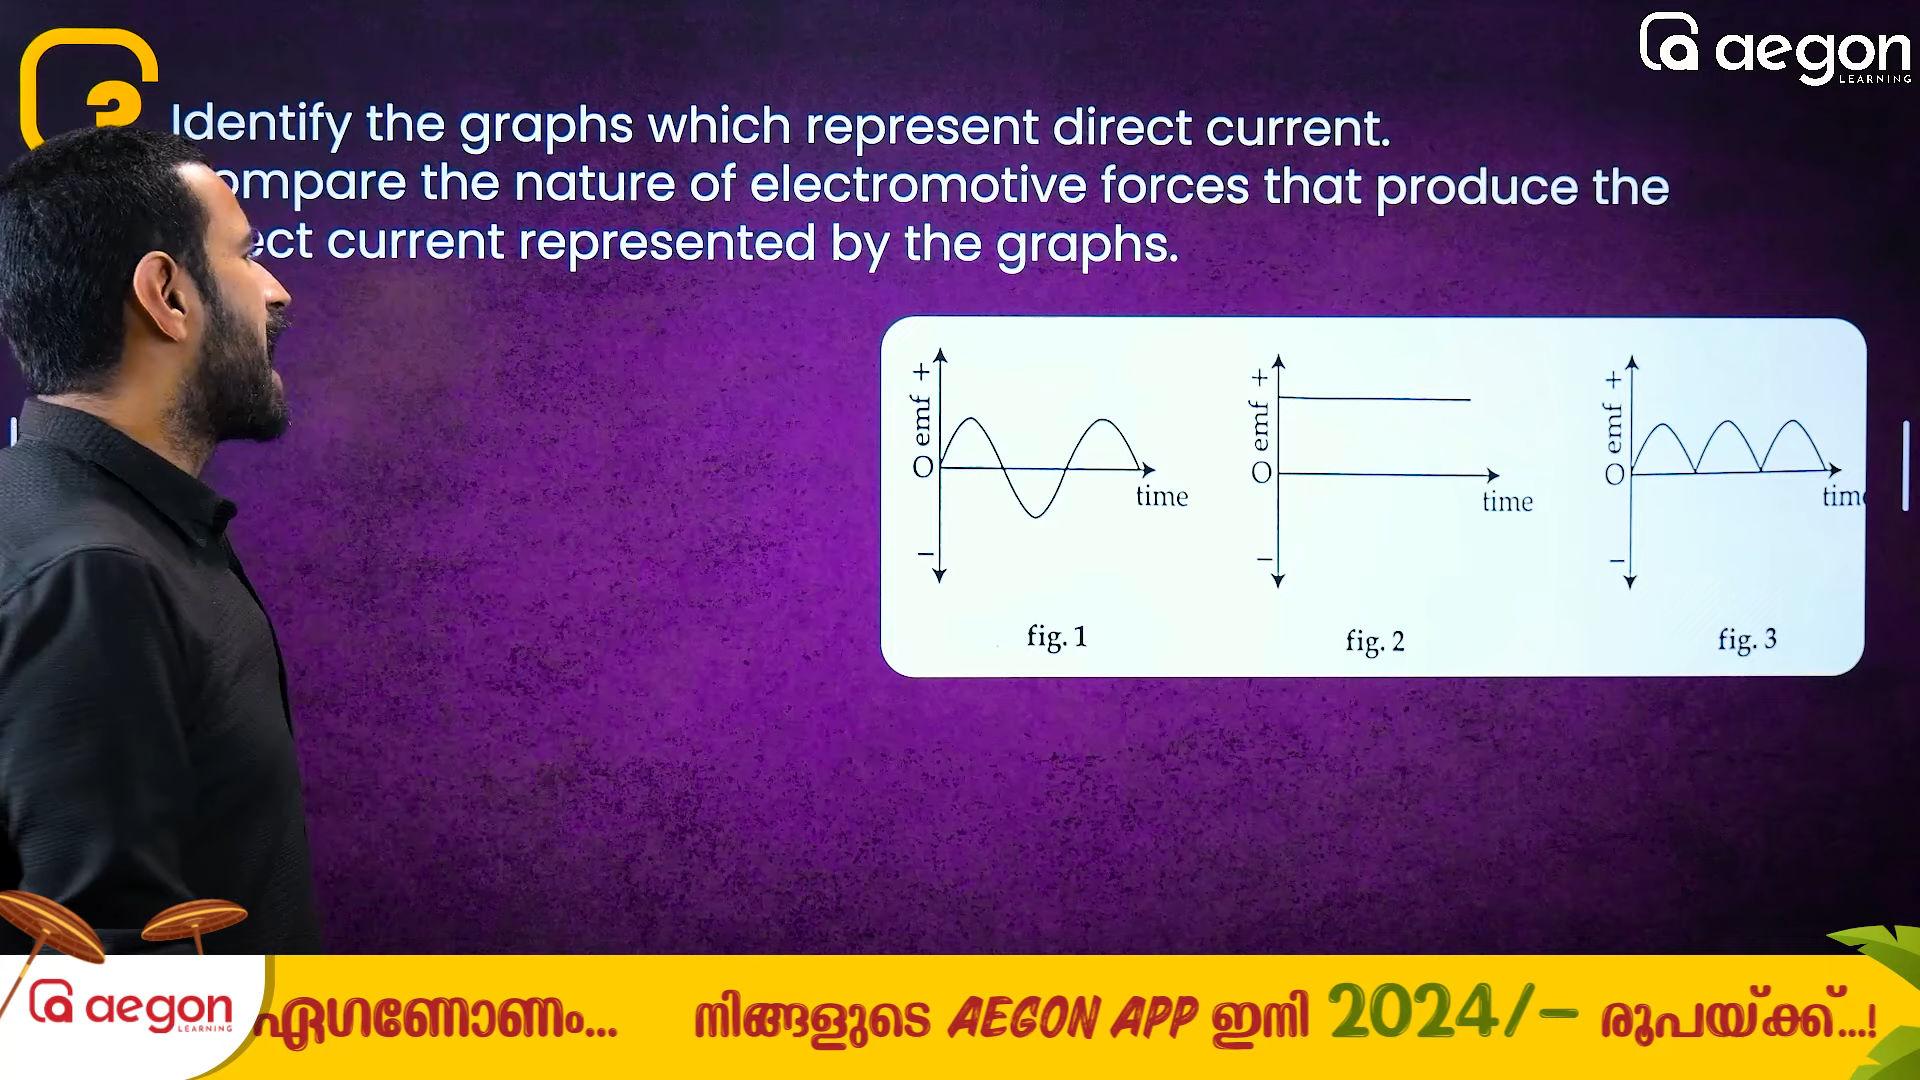 aegon
LEARNING
Identify the graphs which represent direct current.
the nature of electromotive forces that produce the
current represented by the graphs.
+
emf
O
–
time
fig. 1
+
emf
O
–
time
fig. 2
+
emf
O
–
fig. 3
aegon
LEARNING
ഏഗണോണം...
നിങ്ങളുടെ AEGON APP ഇനി 2024/- രൂപയ്ക്ക്...!